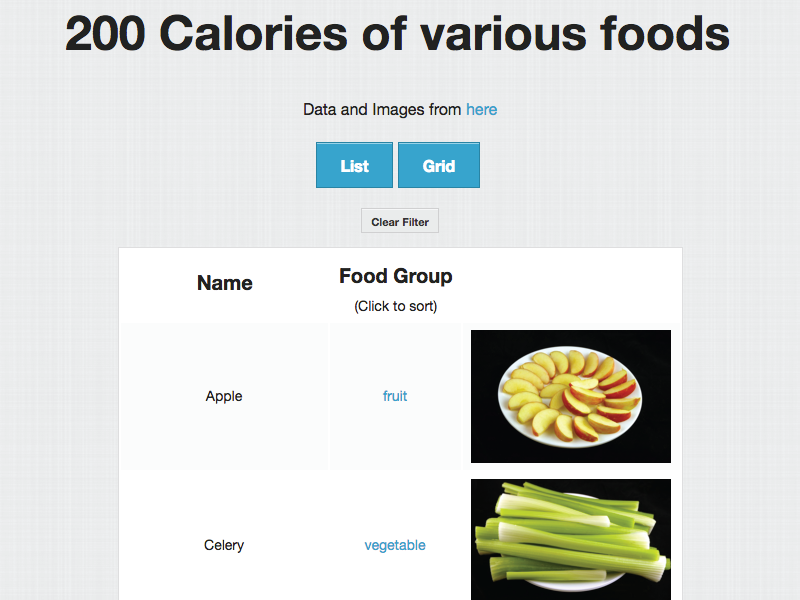 200 Calories of various foods
Data and Images from here
List Grid
Clear Filter
Name Food Group
(Click to sort)
Apple fruit
Celery vegetable